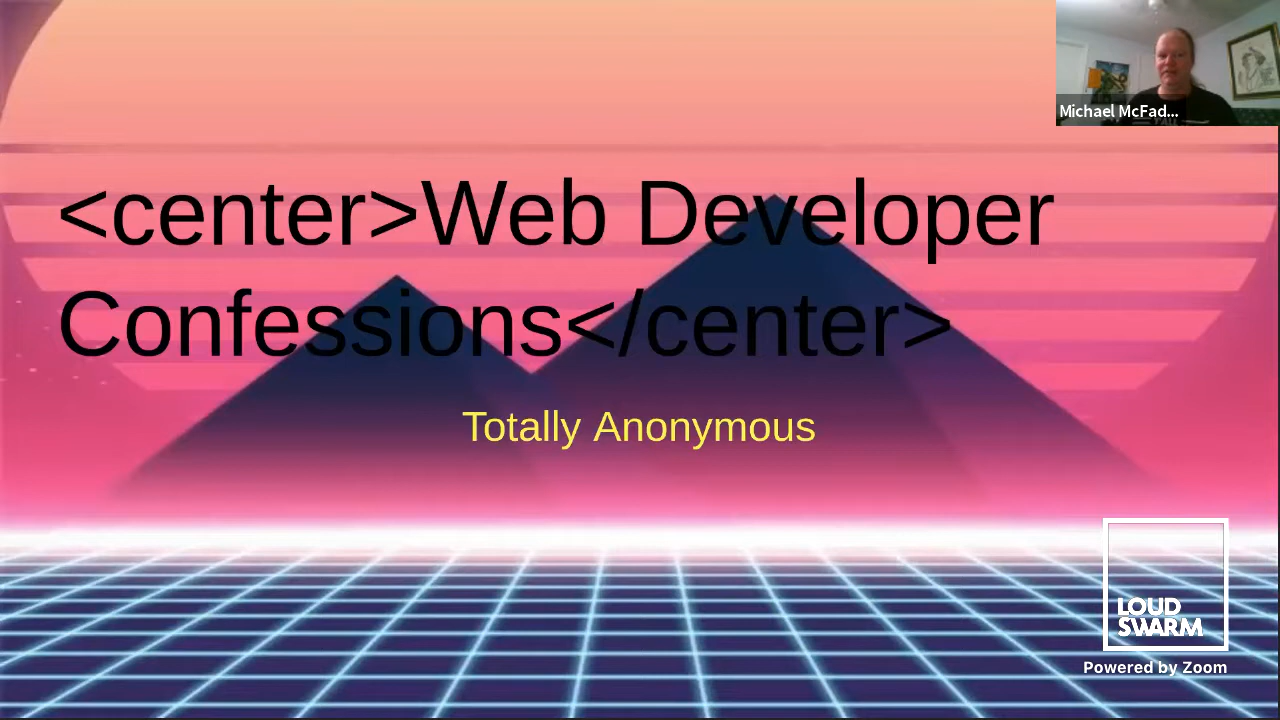 Michael McFad...
<center>Web Developer
Confessions</center>
Totally Anonymous
LOUD
SWARM
Powered by Zoom